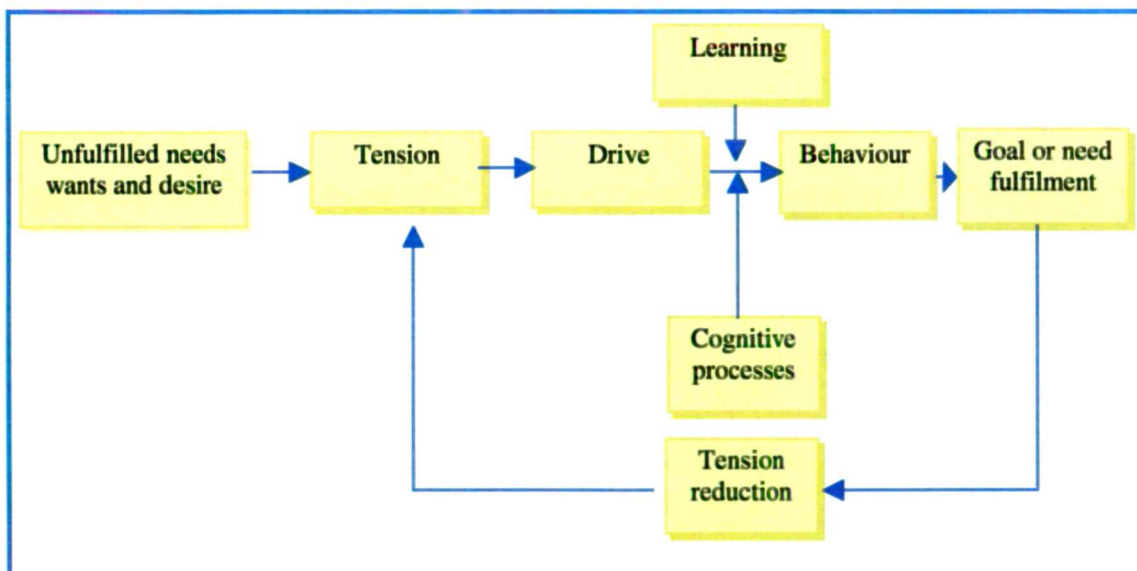 Learning
Unfulfilled needs
wants and desire
Tension
Drive
Behaviour
Goal or need
fulfilment
Cognitive
processes
Tension
reduction